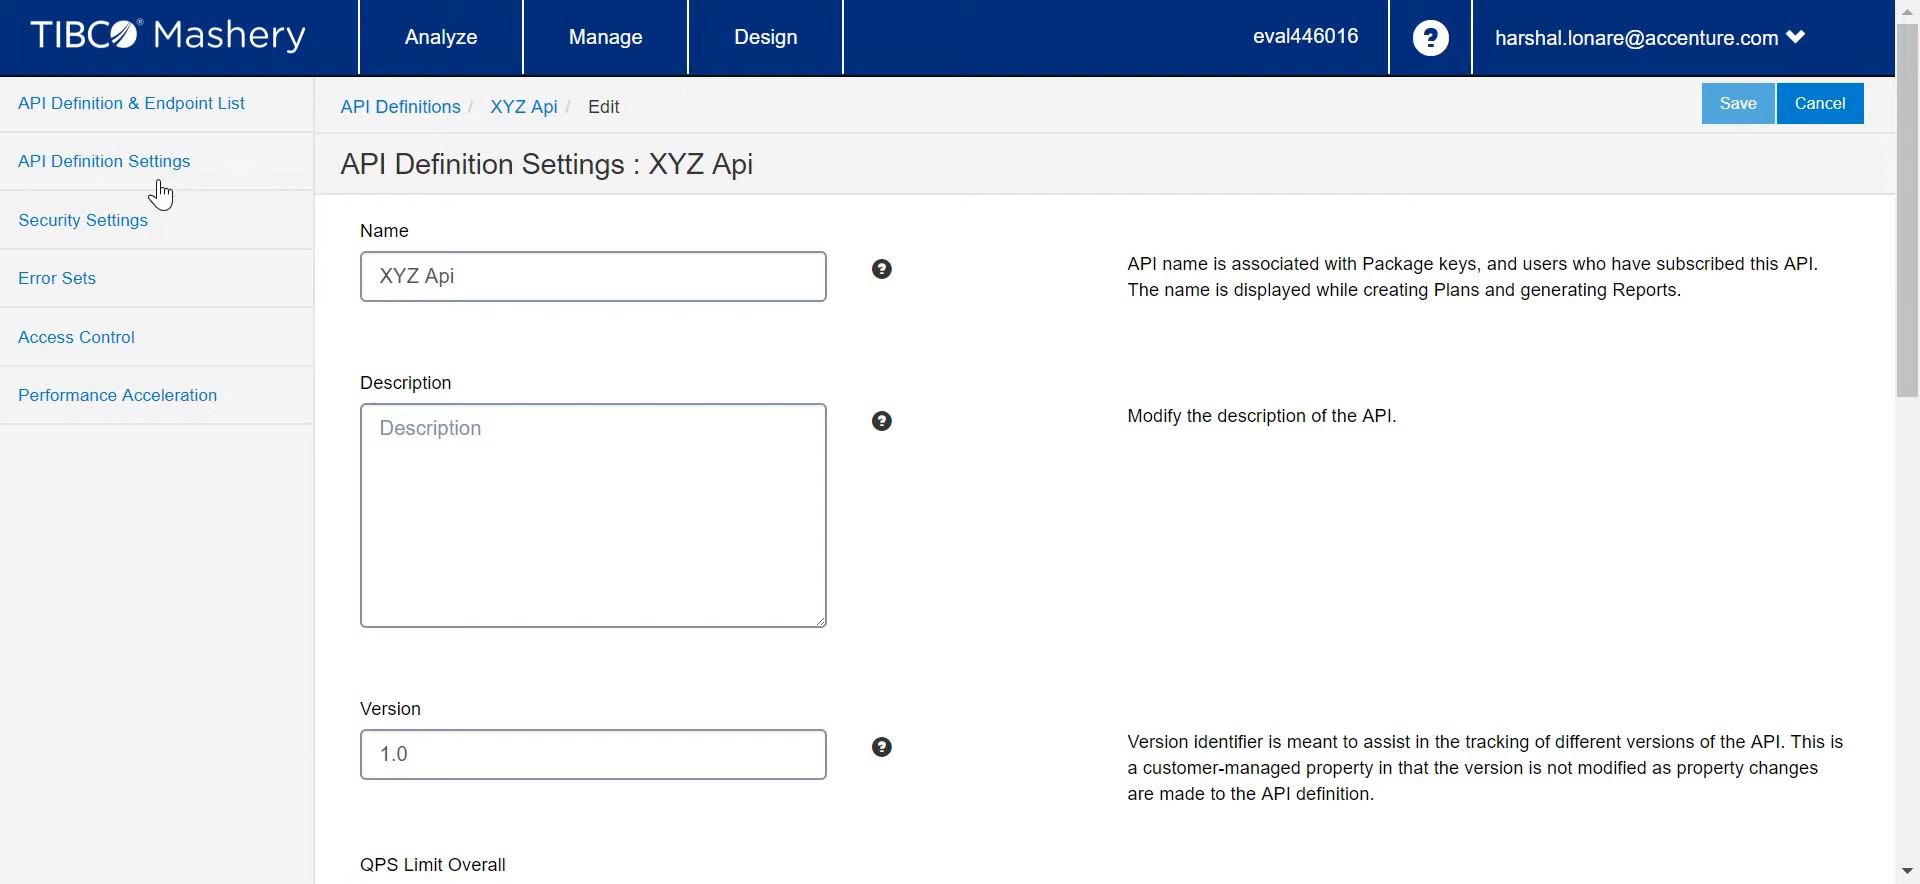 TIBCO® Mashery
Analyze
Manage
Design
eval446016
?
harshal.lonare@accenture.com
API Definition & Endpoint List
API Definition Settings
Security Settings
Error Sets
Access Control
Performance Acceleration
API Definitions / XYZ Api / Edit
Save
Cancel
API Definition Settings : XYZ Api
Name
XYZ Api
?
API name is associated with Package keys, and users who have subscribed this API.
The name is displayed while creating Plans and generating Reports.
Description
Description
?
Modify the description of the API.
Version
1.0
?
Version identifier is meant to assist in the tracking of different versions of the API. This is
a customer-managed property in that the version is not modified as property changes
are made to the API definition.
QPS Limit Overall